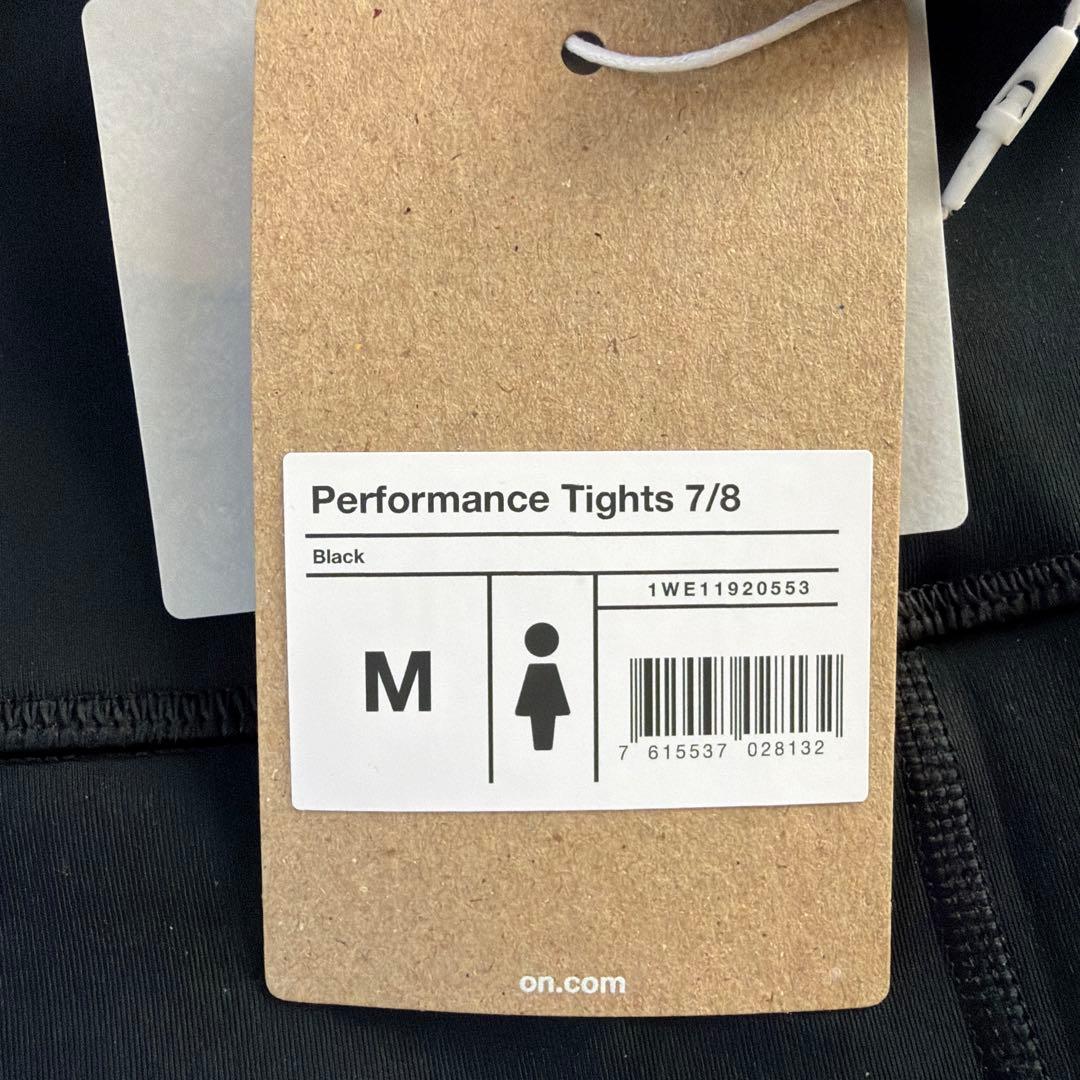 Performance Tights 7/8
Black
1WE11920553
M
7 615537 028132
on.com